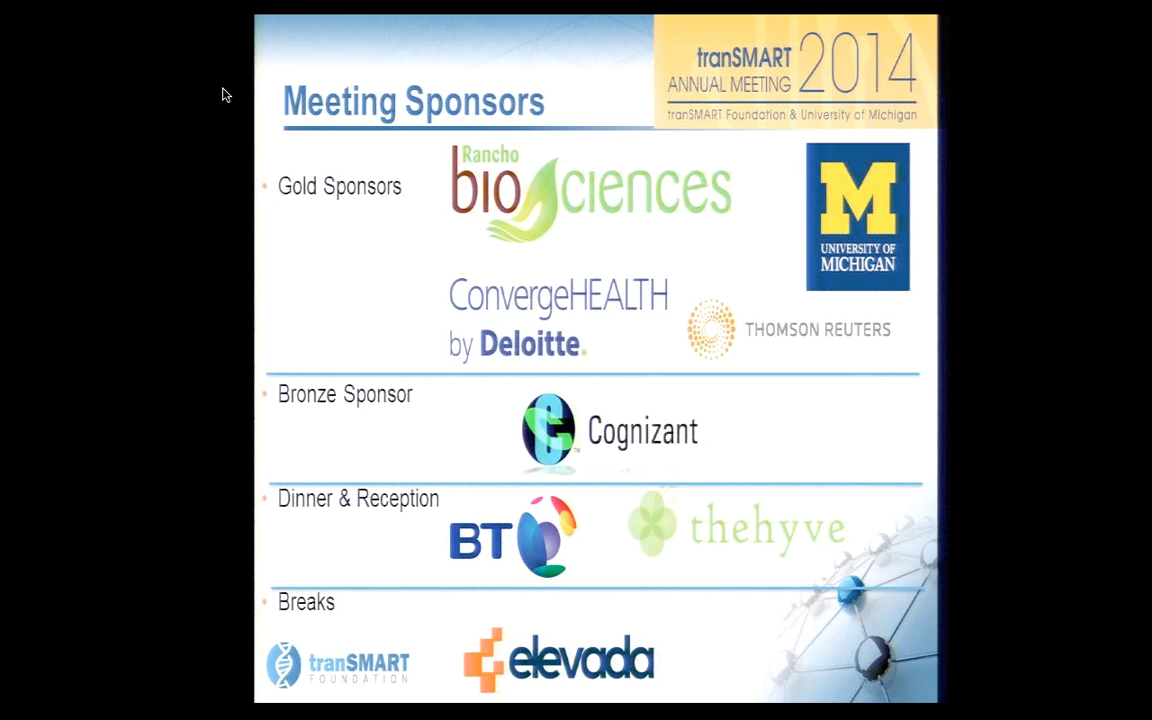 tranSMART
ANNUAL MEETING 2014
tranSMART Foundation & University of Michigan
Meeting Sponsors
• Gold Sponsors
Rancho
biosciences
M
UNIVERSITY OF
MICHIGAN
ConvergeHEALTH
by Deloitte.
THOMSON REUTERS
• Bronze Sponsor
Cognizant
TM
• Dinner & Reception
BT
thehyve
• Breaks
tranSMART
FOUNDATION
elevada